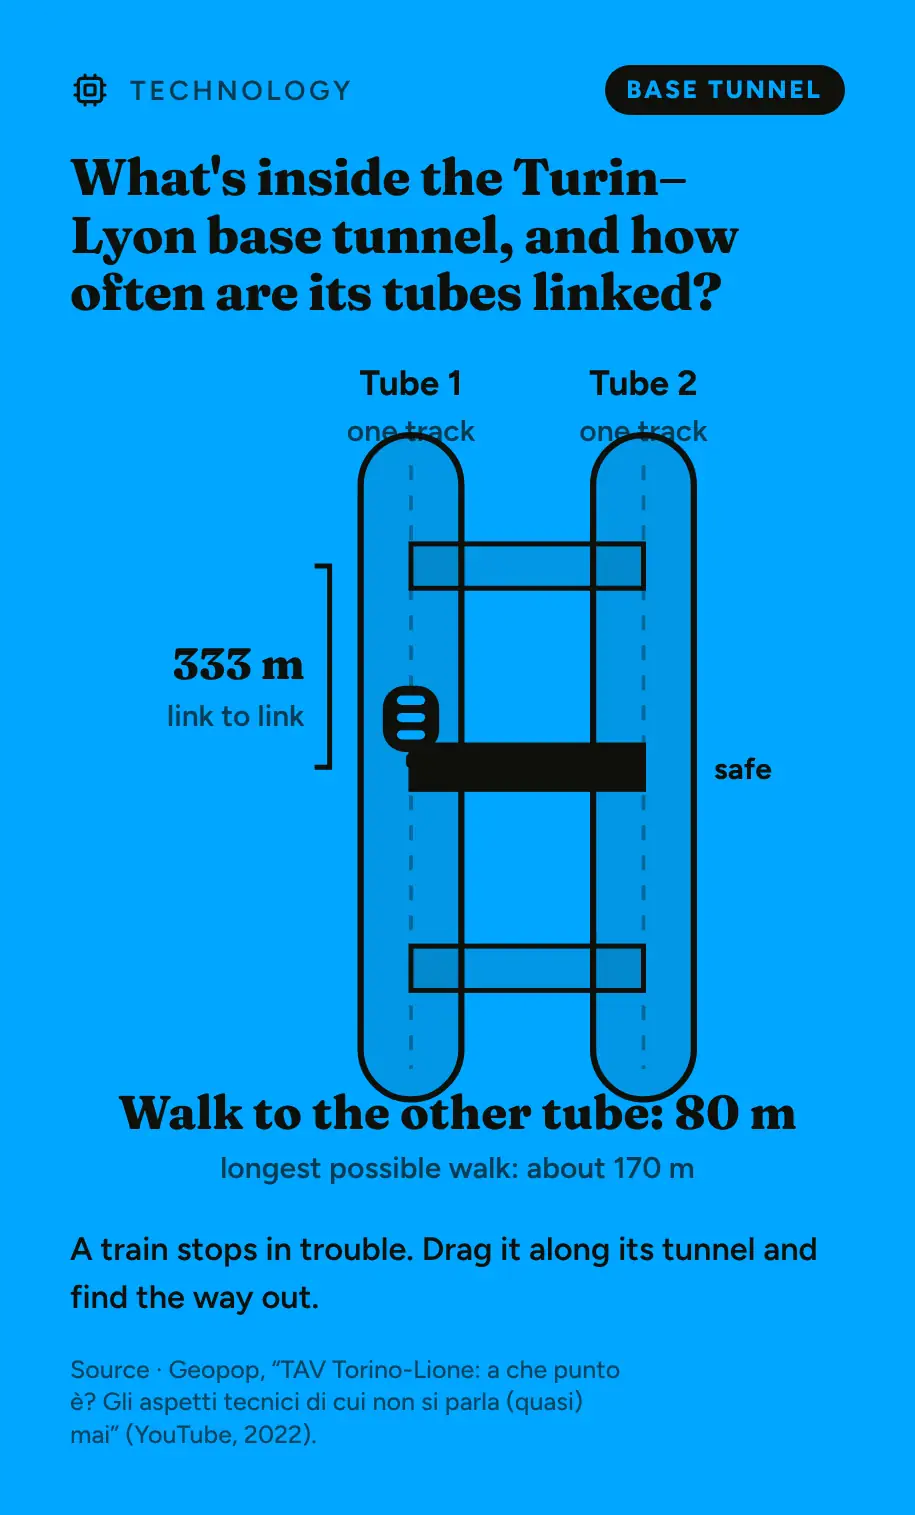 TECHNOLOGY
BASE TUNNEL
What's inside the Turin–
Lyon base tunnel, and how
often are its tubes linked?
Tube 1
Tube 2
one track
one track
333 m
link to link
safe
Walk to the other tube: 80 m
longest possible walk: about 170 m
A train stops in trouble. Drag it along its tunnel and
find the way out.
Source · Geopop, “TAV Torino-Lione: a che punto
è? Gli aspetti tecnici di cui non si parla (quasi)
mai” (YouTube, 2022).